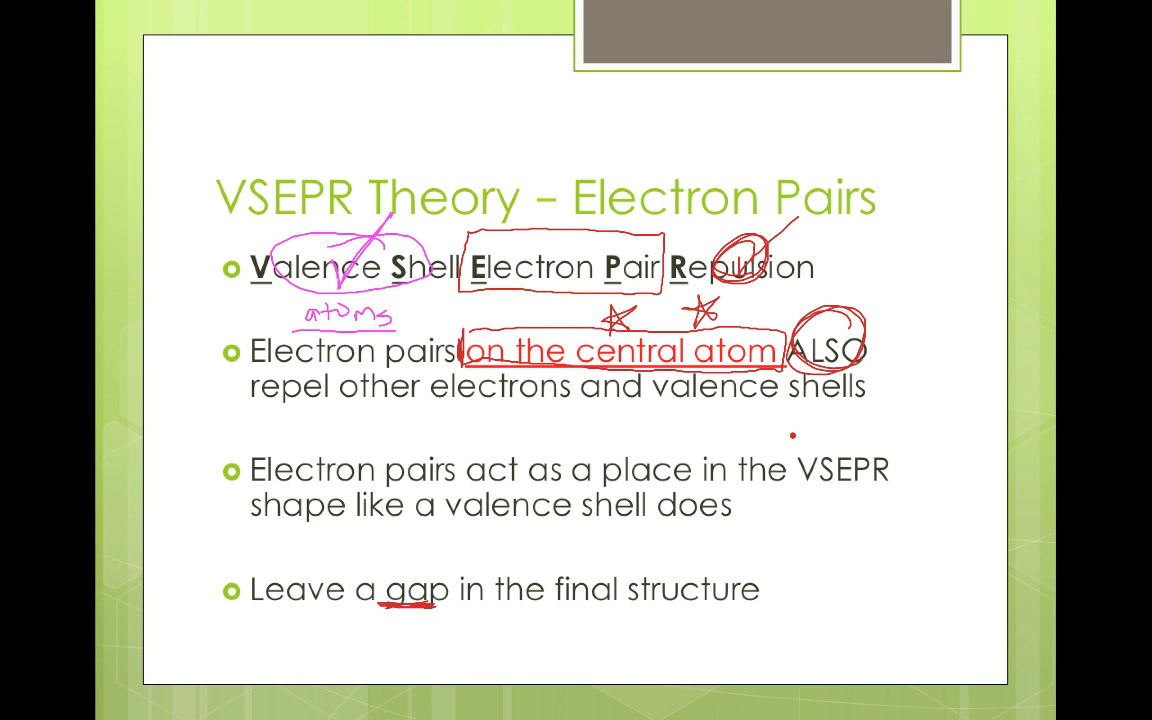 VSEPR Theory – Electron Pairs
Valence Shell Electron Pair Repulsion
atoms
Electron pairs on the central atom ALSO
repel other electrons and valence shells
Electron pairs act as a place in the VSEPR
shape like a valence shell does
Leave a gap in the final structure